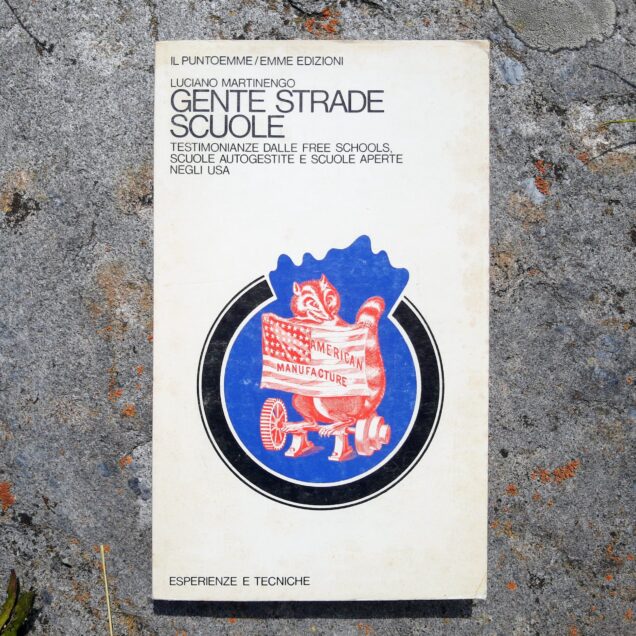 IL PUNTOEMME/EMME EDIZIONI
LUCIANO MARTINENGO
GENTE STRADE
SCUOLE
TESTIMONIANZE DALLE FREE SCHOOLS,
SCUOLE AUTOGESTITE E SCUOLE APERTE
NEGLI USA
AMERICAN
MANUFACTURE
ESPERIENZE E TECNICHE